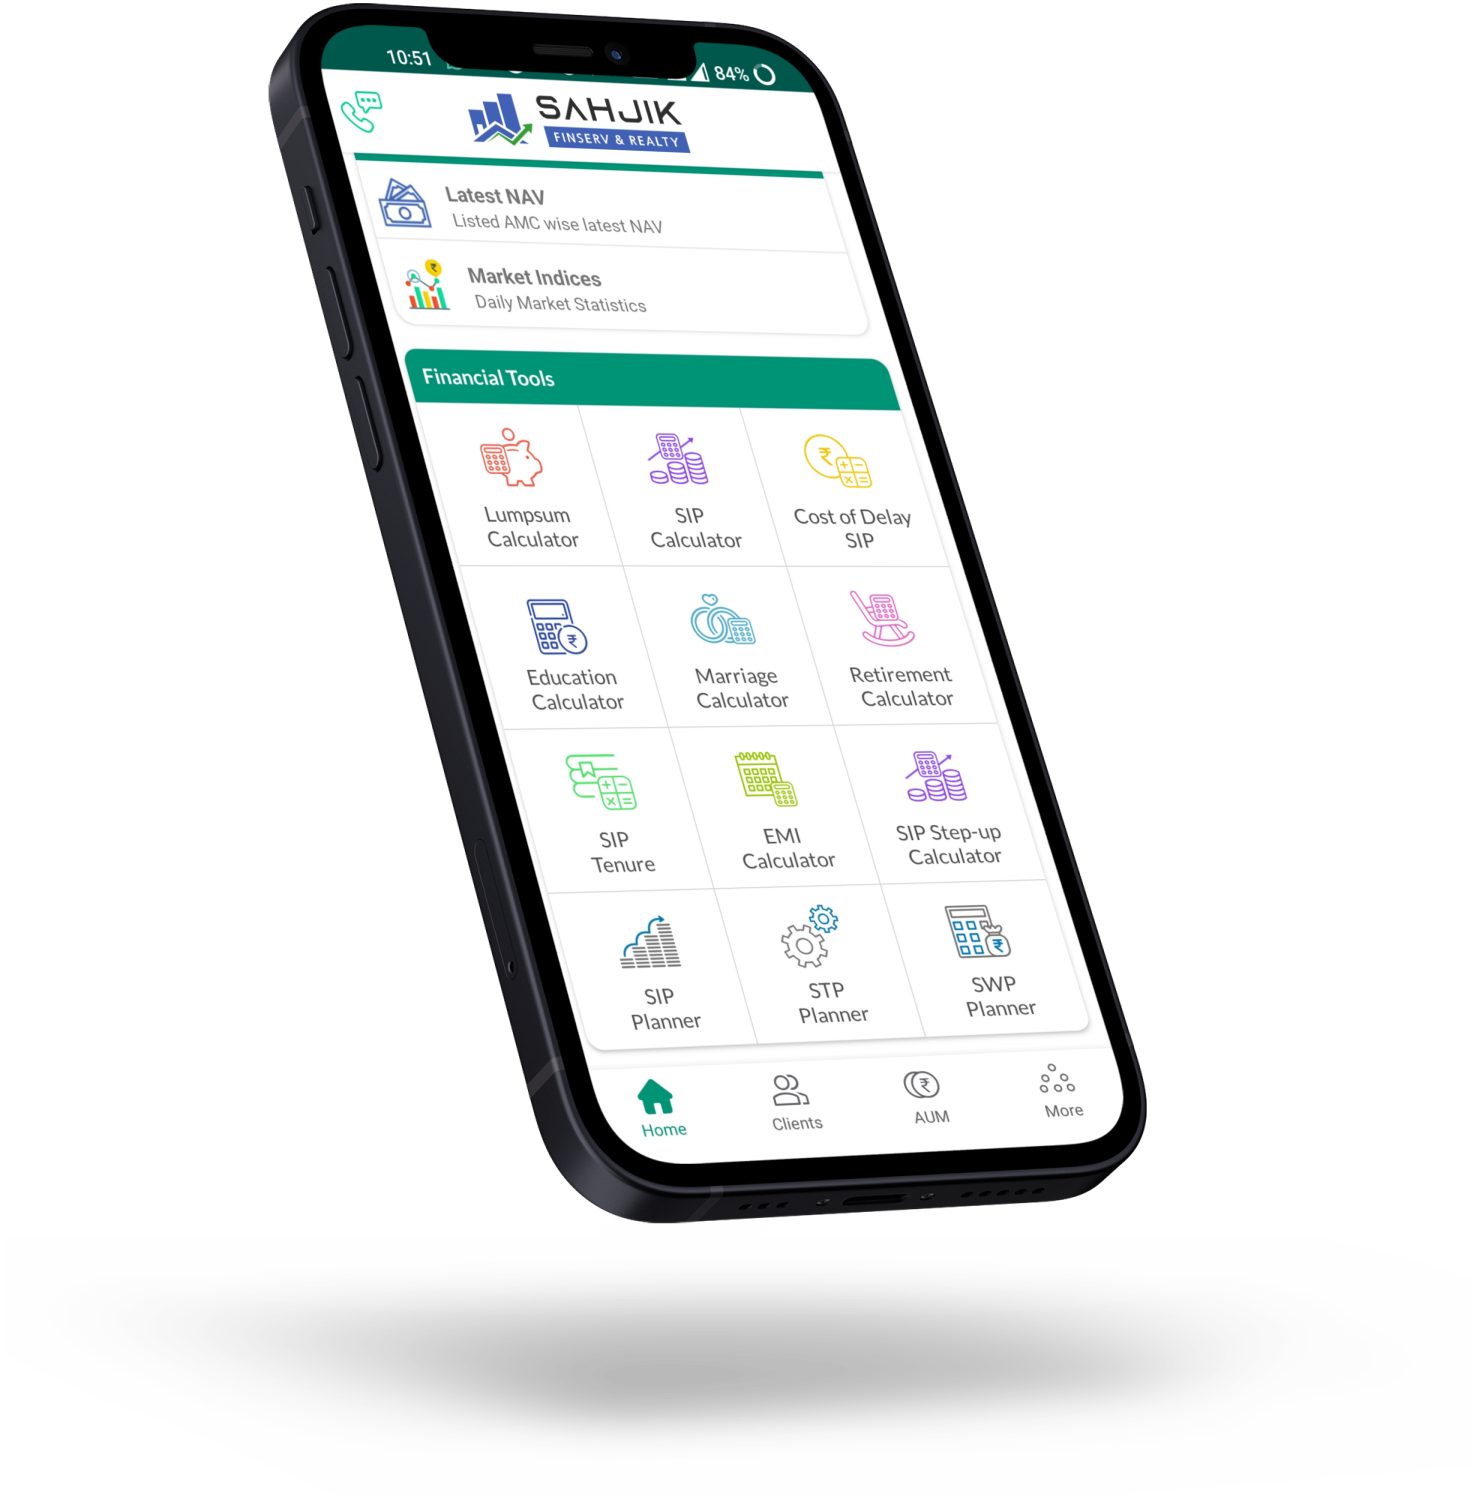 10:51
84%
SAHJIK
FINSERV & REALTY
Latest NAV
Listed AMC wise latest NAV
Market Indices
Daily Market Statistics
Financial Tools
Lumpsum
Calculator
SIP
Calculator
Cost of Delay
SIP
Education
Calculator
Marriage
Calculator
Retirement
Calculator
SIP
Tenure
EMI
Calculator
SIP Step-up
Calculator
SIP
Planner
STP
Planner
SWP
Planner
Home
Clients
AUM
More